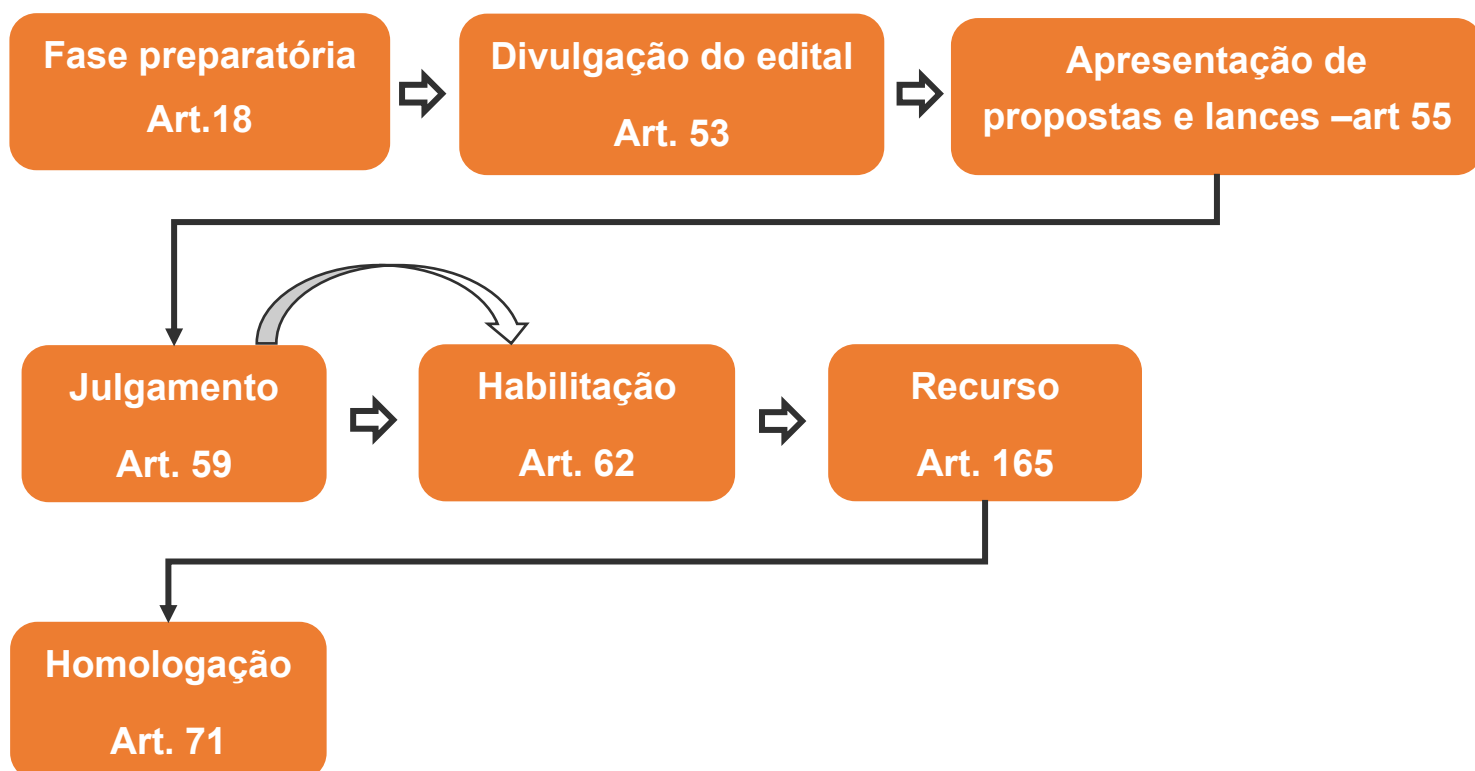 Fase preparatória
Art.18
Divulgação do edital
Art. 53
Apresentação de
propostas e lances –art 55
Julgamento
Art. 59
Habilitação
Art. 62
Recurso
Art. 165
Homologação
Art. 71